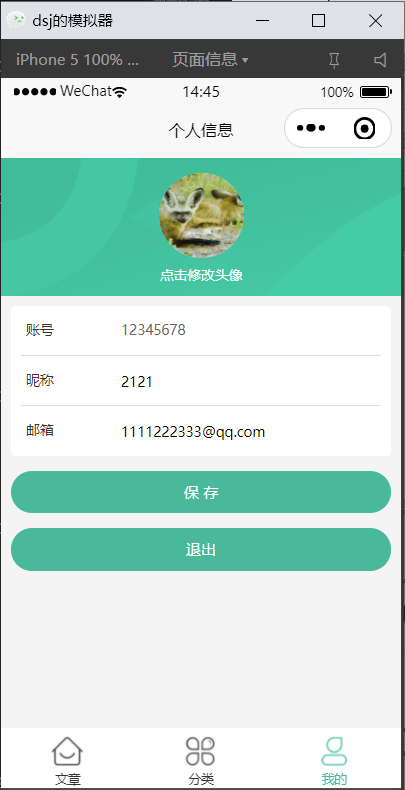 dsj的模拟器
iPhone 5 100% ... 页面信息
WeChat 14:45 100%
个人信息
点击修改头像
账号 12345678
昵称 2121
邮箱 1111222333@qq.com
保 存
退出
文章 分类 我的